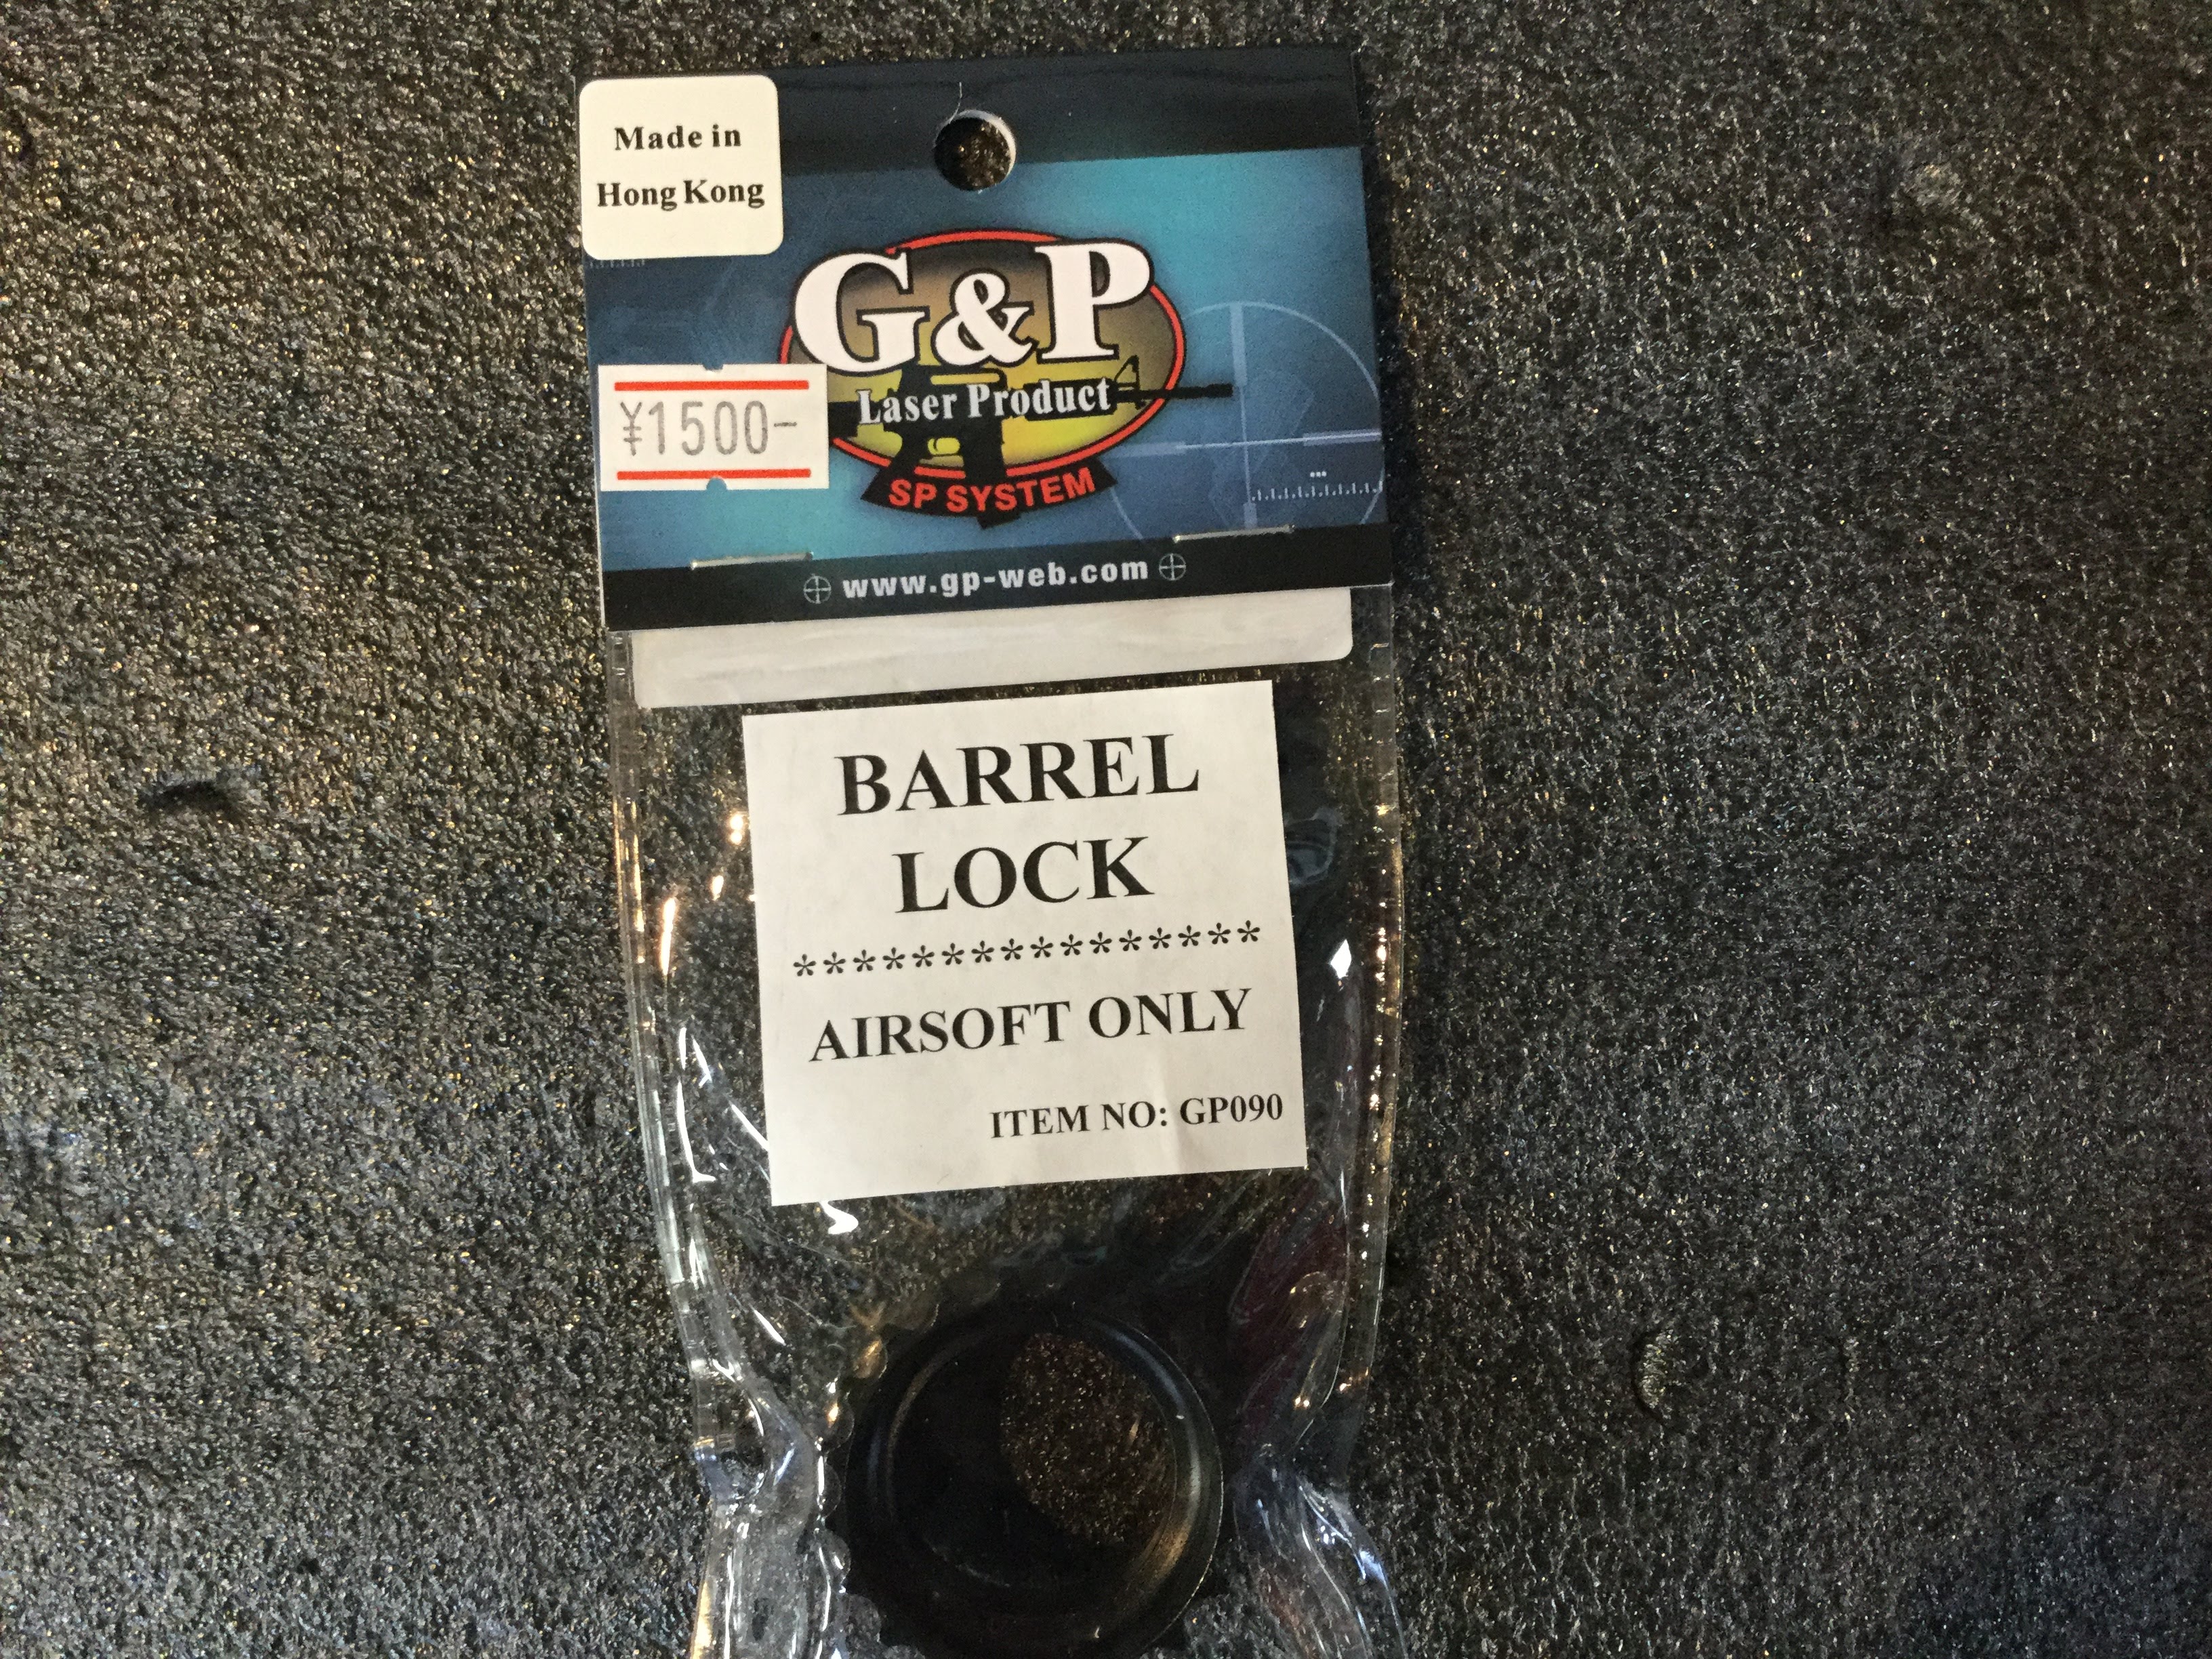 Made in
Hong Kong
G&P
Laser Product
¥1500-
SP SYSTEM
www.gp-web.com
BARREL
LOCK
****************
AIRSOFT ONLY
ITEM NO: GP090